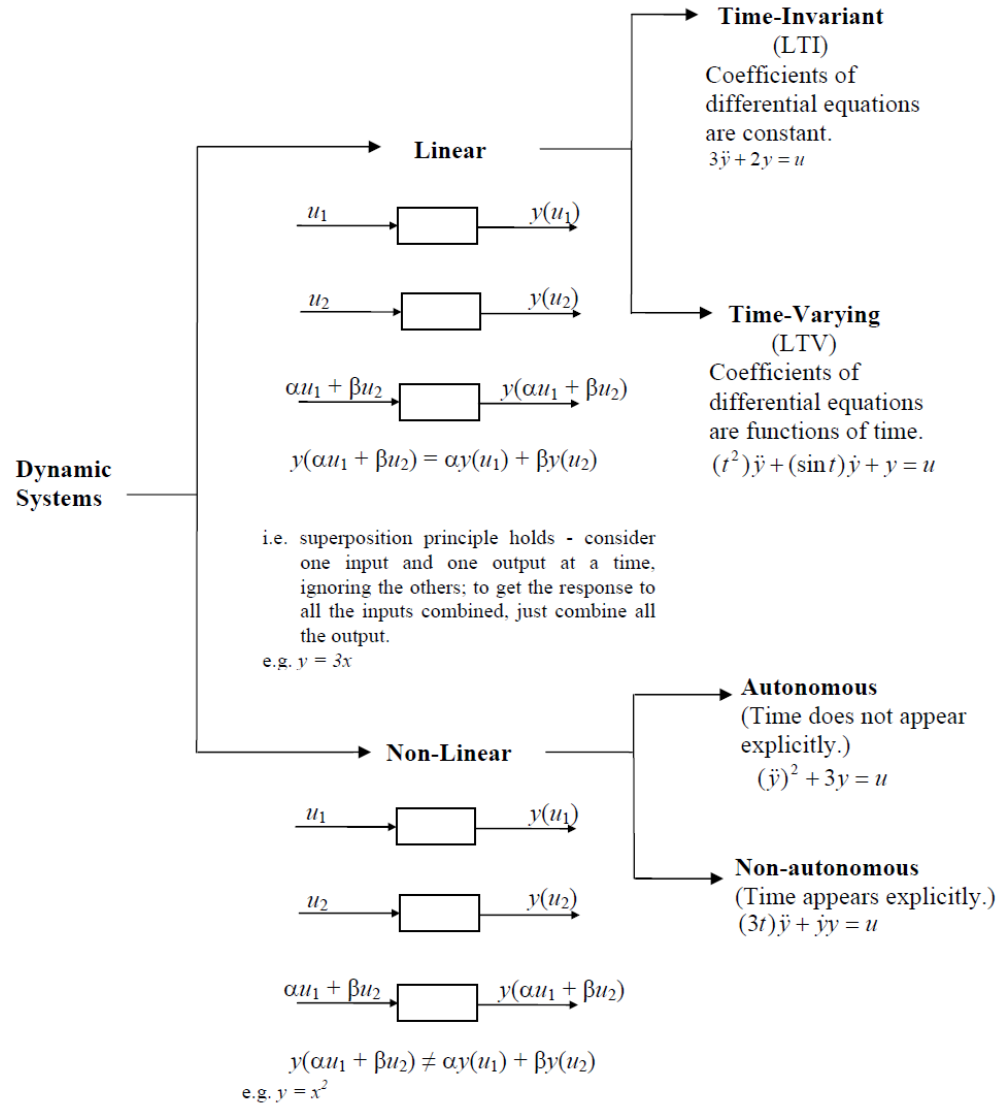 Time-Invariant
(LTI)
Coefficients of
differential equations
are constant.
3ÿ + 2y = u
Linear
u₁ y(u₁)
u₂ y(u₂)
αu₁ + βu₂ y(αu₁ + βu₂)
y(αu₁ + βu₂) = αy(u₁) + βy(u₂)
Time-Varying
(LTV)
Coefficients of
differential equations
are functions of time.
(t²)ÿ + (sin t)ẏ + y = u
Dynamic
Systems
i.e. superposition principle holds - consider
one input and one output at a time,
ignoring the others; to get the response to
all the inputs combined, just combine all
the output.
e.g. y = 3x
Non-Linear
u₁ y(u₁)
u₂ y(u₂)
αu₁ + βu₂ y(αu₁ + βu₂)
y(αu₁ + βu₂) ≠ αy(u₁) + βy(u₂)
e.g. y = x²
Autonomous
(Time does not appear
explicitly.)
(ÿ)² + 3y = u
Non-autonomous
(Time appears explicitly.)
(3t)ÿ + ẏy = u